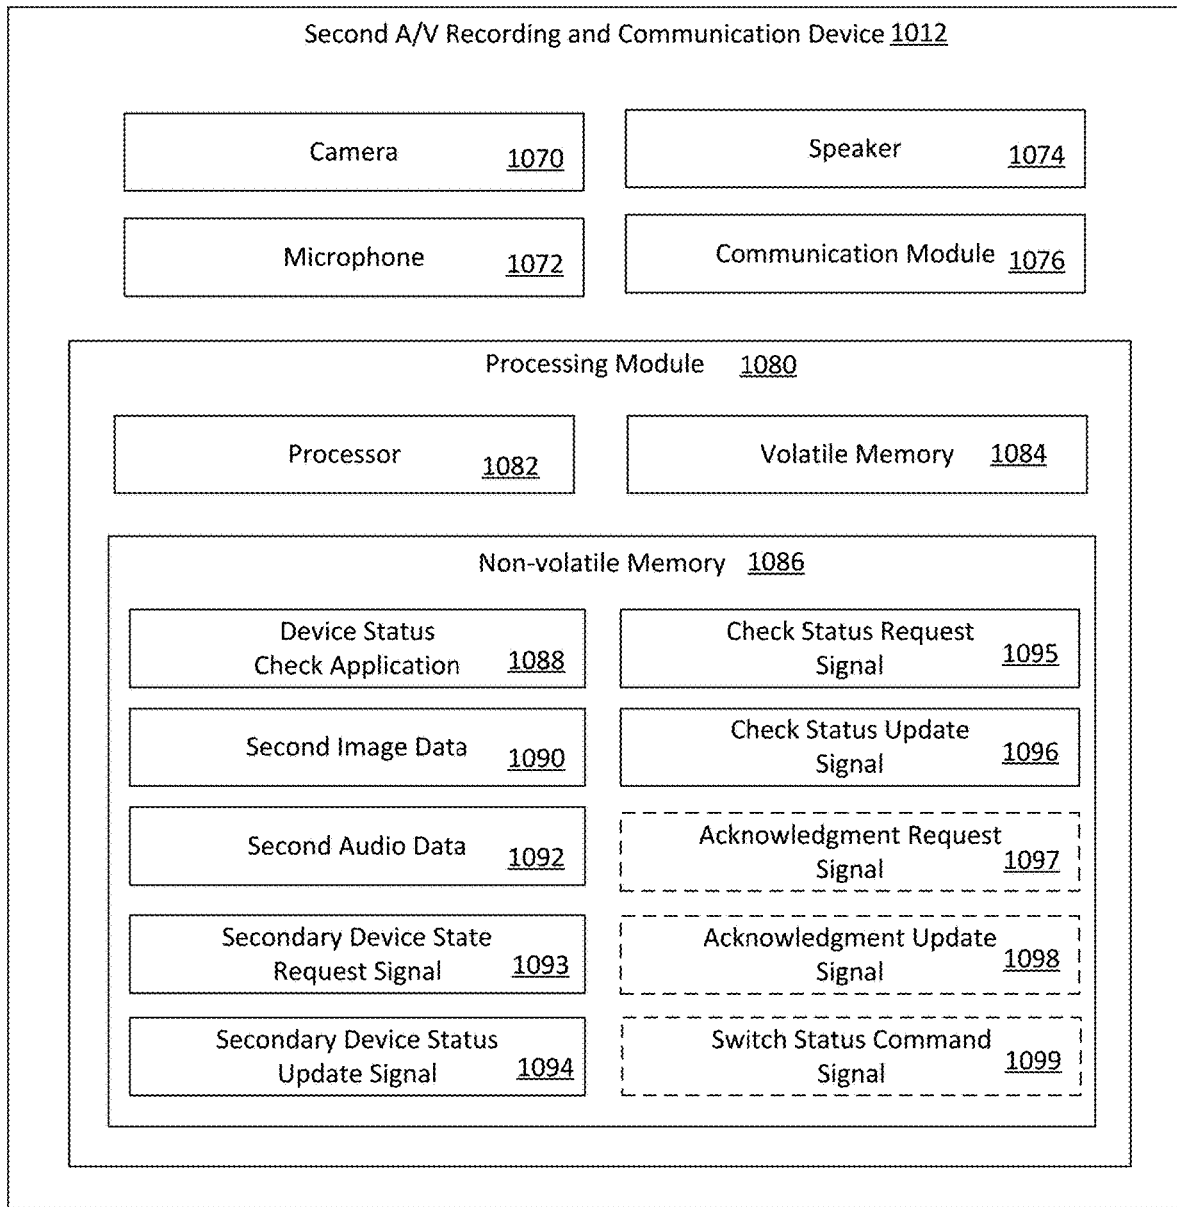 Second A/V Recording and Communication Device 1012
Camera 1070
Speaker 1074
Microphone 1072
Communication Module 1076
Processing Module 1080
Processor 1082
Volatile Memory 1084
Non-volatile Memory 1086
Device Status
Check Application 1088
Check Status Request
Signal 1095
Second Image Data 1090
Check Status Update
Signal 1096
Second Audio Data 1092
Acknowledgment Request
Signal 1097
Secondary Device State
Request Signal 1093
Acknowledgment Update
Signal 1098
Secondary Device Status
Update Signal 1094
Switch Status Command
Signal 1099